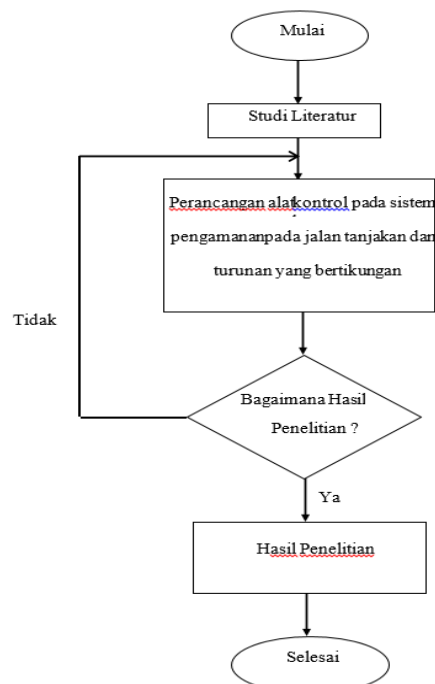 Mulai
Studi Literatur
Perancangan alatkontrol pada sistem
pengamananpada jalan tanjakan dan
turunan yang bertikungan
Tidak
Bagaimana Hasil
Penelitian ?
Ya
Hasil Penelitian
Selesai